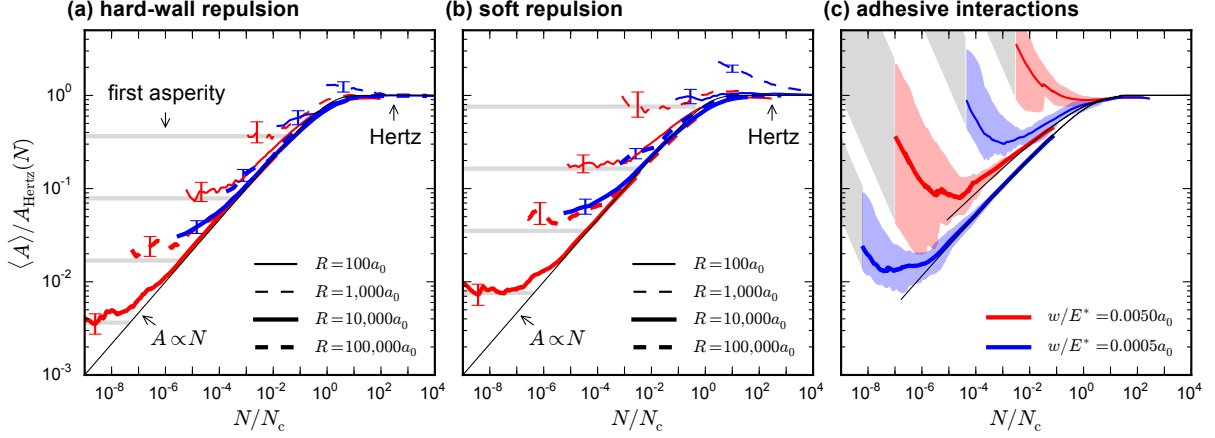 (a) hard-wall repulsion
(b) soft repulsion
(c) adhesive interactions
⟨A⟩/A_Hertz(N)
10^0
10^-1
10^-2
10^-3
first asperity
Hertz
A ∝ N
R = 100a_0
R = 1,000a_0
R = 10,000a_0
R = 100,000a_0
10^-8 10^-6 10^-4 10^-2 10^0 10^2 10^4
N/N_c
Hertz
A ∝ N
R = 100a_0
R = 1,000a_0
R = 10,000a_0
R = 100,000a_0
10^-8 10^-6 10^-4 10^-2 10^0 10^2 10^4
N/N_c
w/E* = 0.0050a_0
w/E* = 0.0005a_0
10^-8 10^-6 10^-4 10^-2 10^0 10^2 10^4
N/N_c